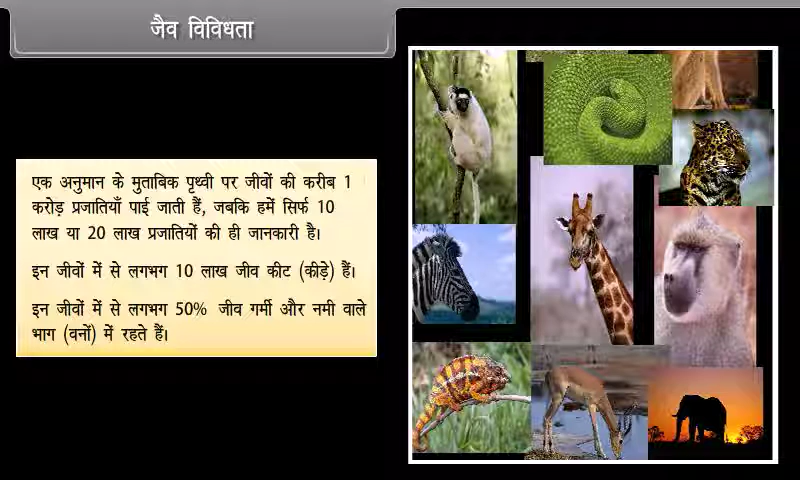 जैव विविधता
एक अनुमान के मुताबिक पृथ्वी पर जीवों की करीब 1
करोड़ प्रजातियाँ पाई जाती हैं, जबकि हमें सिर्फ 10
लाख या 20 लाख प्रजातियों की ही जानकारी है।
इन जीवों में से लगभग 10 लाख जीव कीट (कीड़े) हैं।
इन जीवों में से लगभग 50% जीव गर्मी और नमी वाले
भाग (वनों) में रहते हैं।